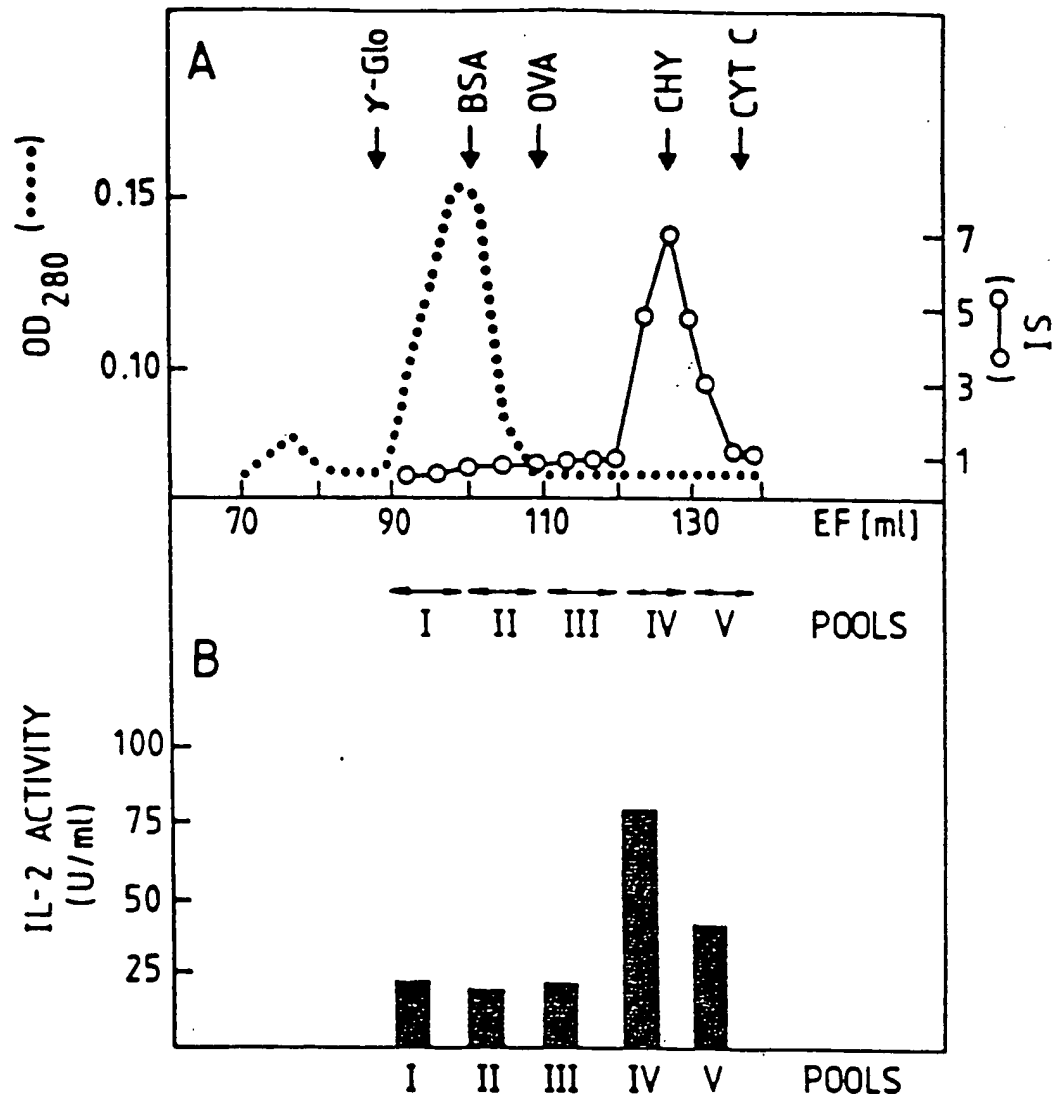 A
γ-Glo
BSA
OVA
CHY
CYT C
OD280 (.....)
0.15
0.10
7
5
3
1
IS (o–o)
70
90
110
130
EF [ml]
I
II
III
IV
V
POOLS
B
IL-2 ACTIVITY
(U/ml)
100
75
50
25
I
II
III
IV
V
POOLS